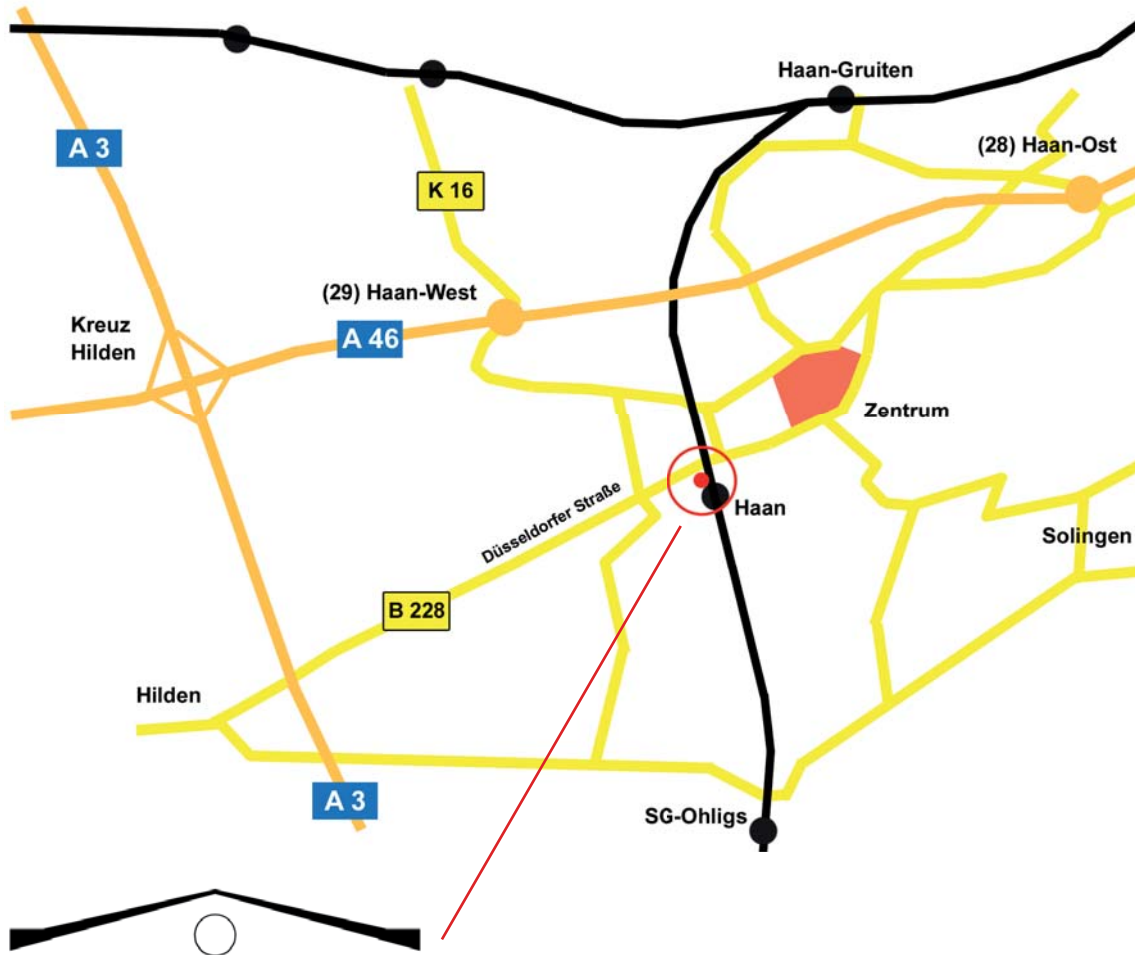 Haan-Gruiten
A 3
(28) Haan-Ost
K 16
(29) Haan-West
Kreuz
Hilden
A 46
Zentrum
Düsseldorfer Straße
Haan
Solingen
B 228
Hilden
A 3
SG-Ohligs